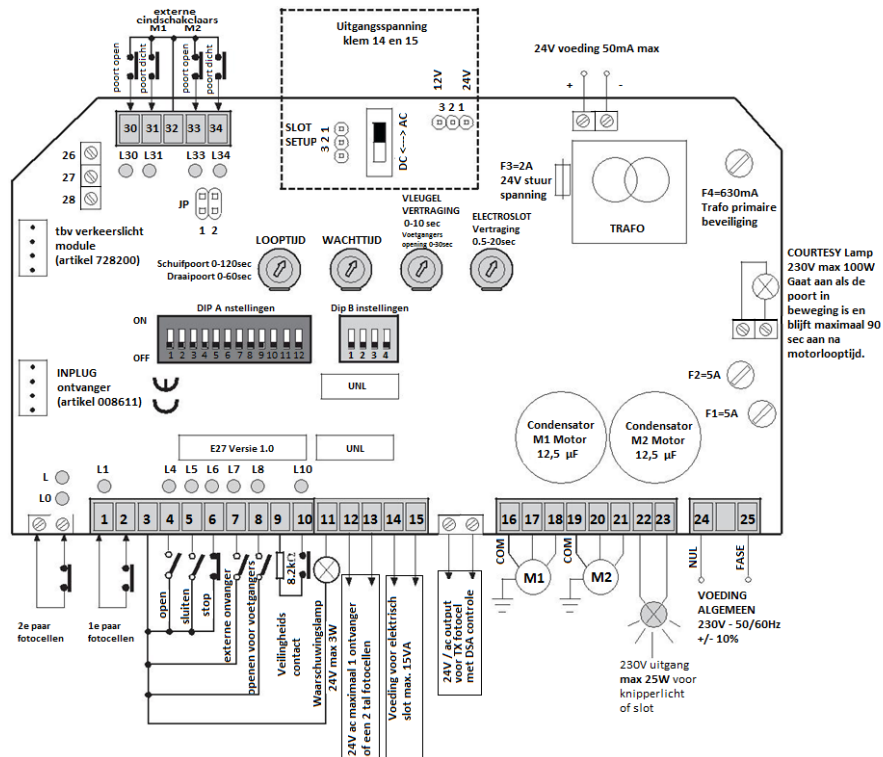 externe
eindschakelaars
M1 M2
poort open
poort dicht
poort open
poort dicht
30 31 32 33 34
L30 L31 L33 L34
26
27
28
JP
1 2
Uitgangsspanning
klem 14 en 15
12V 24V
3 2 1
SLOT
SETUP
3 2 1
DC <----> AC
24V voeding 50mA max
+ -
F3=2A
24V stuur
spanning
TRAFO
F4=630mA
Trafo primaire
beveiliging
tbv verkeerslicht
module
(artikel 728200)
Schuifpoort 0-120sec
Draaipoort 0-60sec
LOOPTIJD
WACHTTIJD
VLEUGEL
VERTRAGING
0-10 sec
Voetgangers
opening 0-30sec
ELECTROSLOT
Vertraging
0.5-20sec
COURTESY Lamp
230V max 100W
Gaat aan als de
poort in
beweging is en
blijft maximaal 90
sec aan na
motorlooptijd.
DIP A nstellingen
ON
OFF
1 2 3 4 5 6 7 8 9 10 11 12
Dip B instellingen
1 2 3 4
UNL
INPLUG
ontvanger
(artikel 008611)
F2=5A
F1=5A
Condensator
M1 Motor
12,5 µF
Condensator
M2 Motor
12,5 µF
E27 Versie 1.0
UNL
L
L0
L1
L4 L5 L6 L7 L8 L10
1 2 3 4 5 6 7 8 9 10 11 12 13 14 15
16 17 18 19 20 21 22 23
24 25
2e paar
fotocellen
1e paar
fotocellen
open
sluiten
stop
externe onvanger
openen voor voetgangers
8.2kΩ
Veilingheids
contact
Waarschuwingslamp
24V max 3W
24V ac maximaal 1 ontvanger
of een 2 tal fotocellen
Voeding voor elektrisch
slot max. 15VA
24V / ac output
voor TX fotocel
met DSA controle
COM
M1
COM
M2
230V uitgang
max 25W voor
knipperlicht
of slot
NUL
FASE
VOEDING
ALGEMEEN
230V - 50/60Hz
+/- 10%